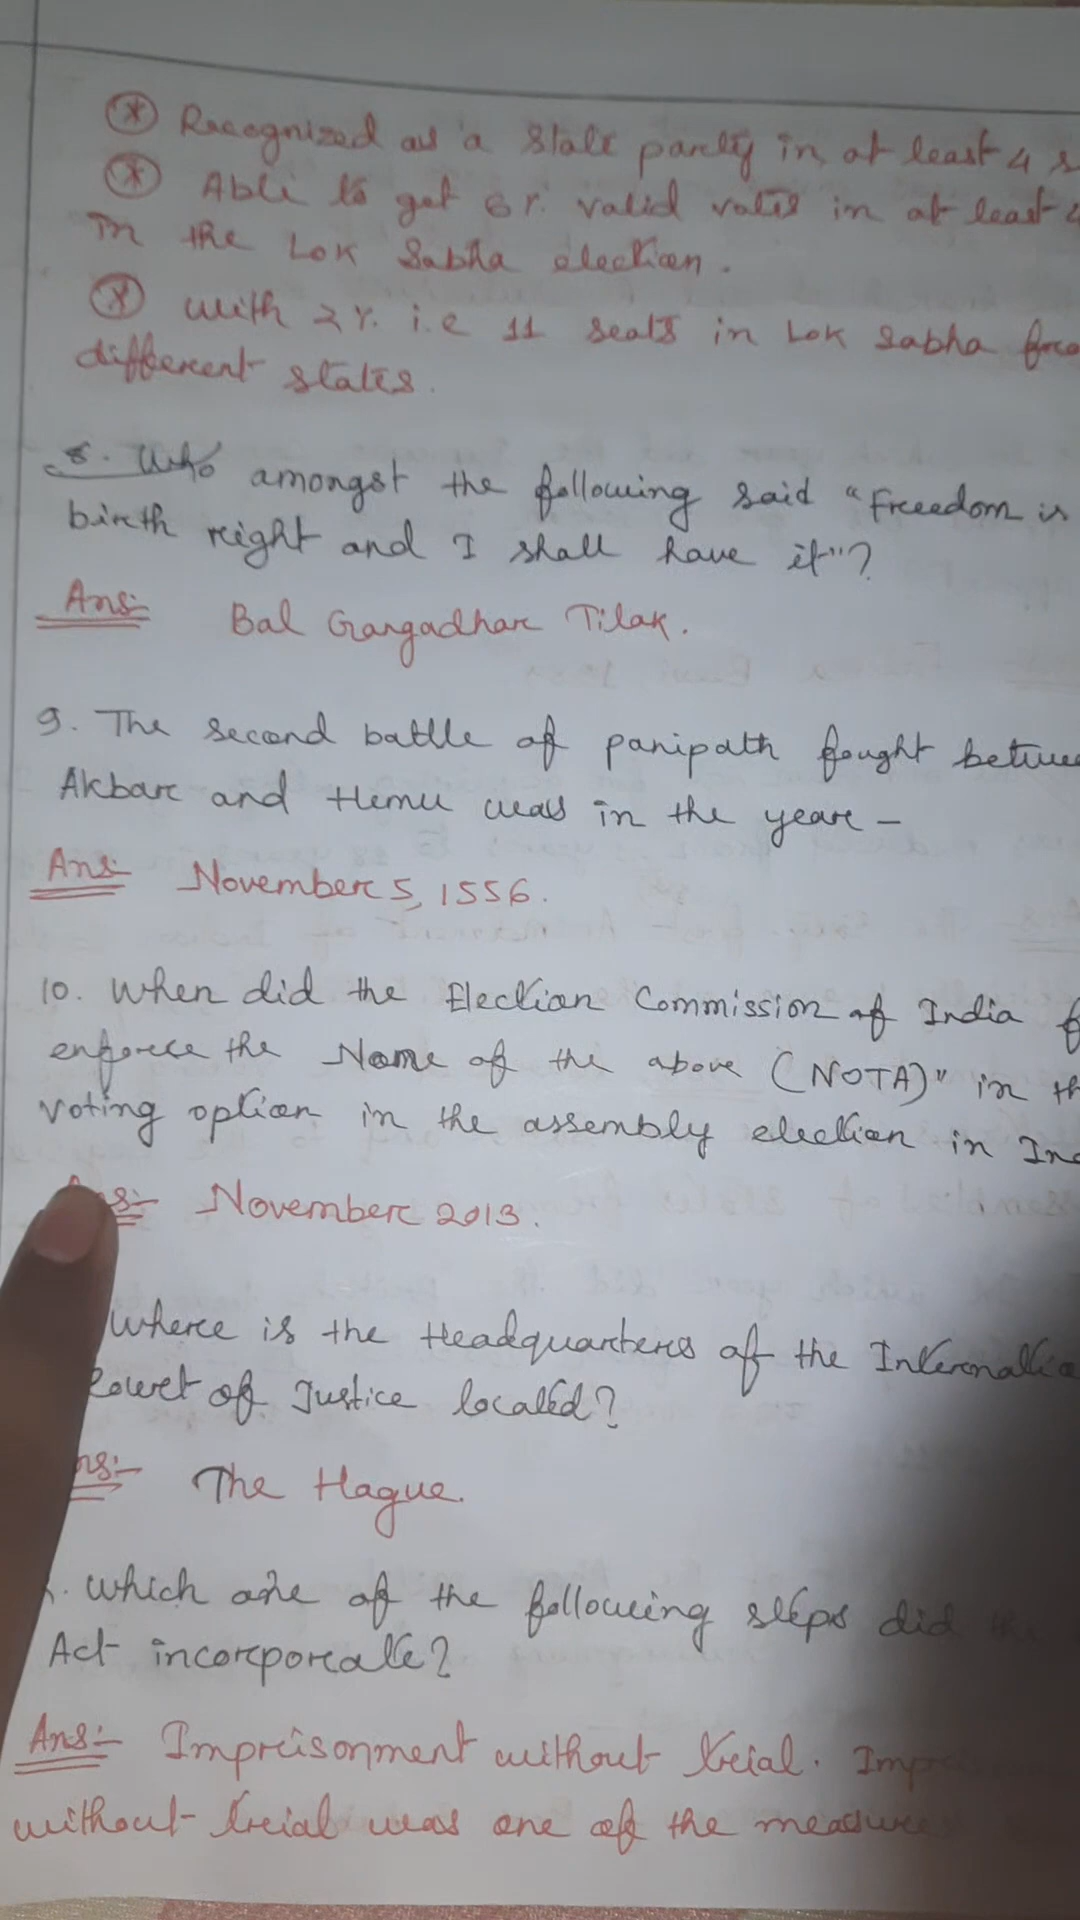 Recognized as a state party in at least 4
Able to get 6% valid votes in at least
in the Lok Sabha election.
with 2% i.e 11 seats in Lok Sabha
different states.
8. Who amongst the following said "Freedom is
birth right and I shall have it"?
Ans:- Bal Gangadhar Tilak.
9. The second battle of panipath fought
Akbar and Hemu was in the year -
Ans:- November 5, 1556.
10. When did the Election Commission of India
enforce the None of the above (NOTA)" in
voting option in the assembly election in
Ans:- November 2013.
Where is the Headquarters of the
Court of Justice located?
The Hague.
which one of the following steps did
Act incorporate?
Ans:- Imprisonment without trial.
without trial was one of the measure